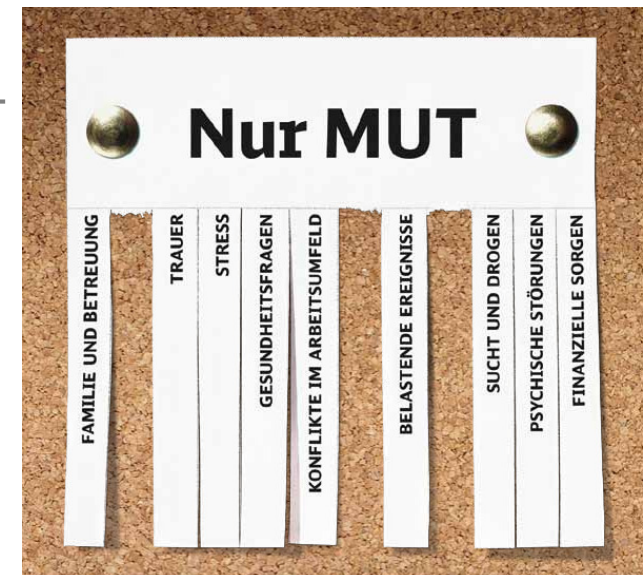 Nur MUT
FAMILIE UND BETREUUNG
TRAUER
STRESS
GESUNDHEITSFRAGEN
KONFLIKTE IM ARBEITSUMFELD
BELASTENDE EREIGNISSE
SUCHT UND DROGEN
PSYCHISCHE STÖRUNGEN
FINANZIELLE SORGEN